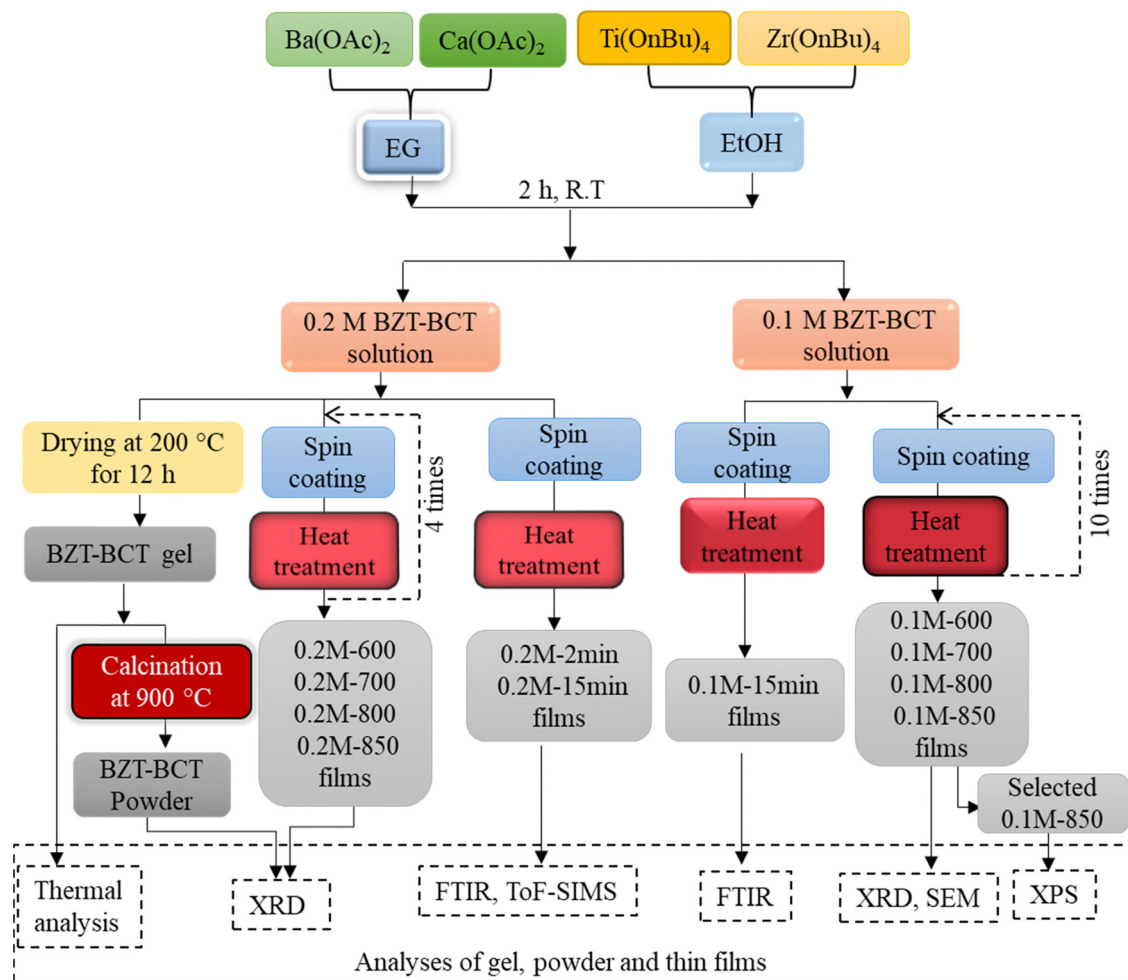 Ba(OAc)2
Ca(OAc)2
Ti(OnBu)4
Zr(OnBu)4
EG
EtOH
2 h, R.T
0.2 M BZT-BCT
solution
0.1 M BZT-BCT
solution
Drying at 200 °C
for 12 h
Spin
coating
4 times
Spin
coating
Spin
coating
Spin coating
10 times
BZT-BCT gel
Heat
treatment
Heat
treatment
Heat
treatment
Heat
treatment
Calcination
at 900 °C
0.2M-600
0.2M-700
0.2M-800
0.2M-850
films
0.2M-2min
0.2M-15min
films
0.1M-15min
films
0.1M-600
0.1M-700
0.1M-800
0.1M-850
films
BZT-BCT
Powder
Selected
0.1M-850
Thermal
analysis
XRD
FTIR, ToF-SIMS
FTIR
XRD, SEM
XPS
Analyses of gel, powder and thin films